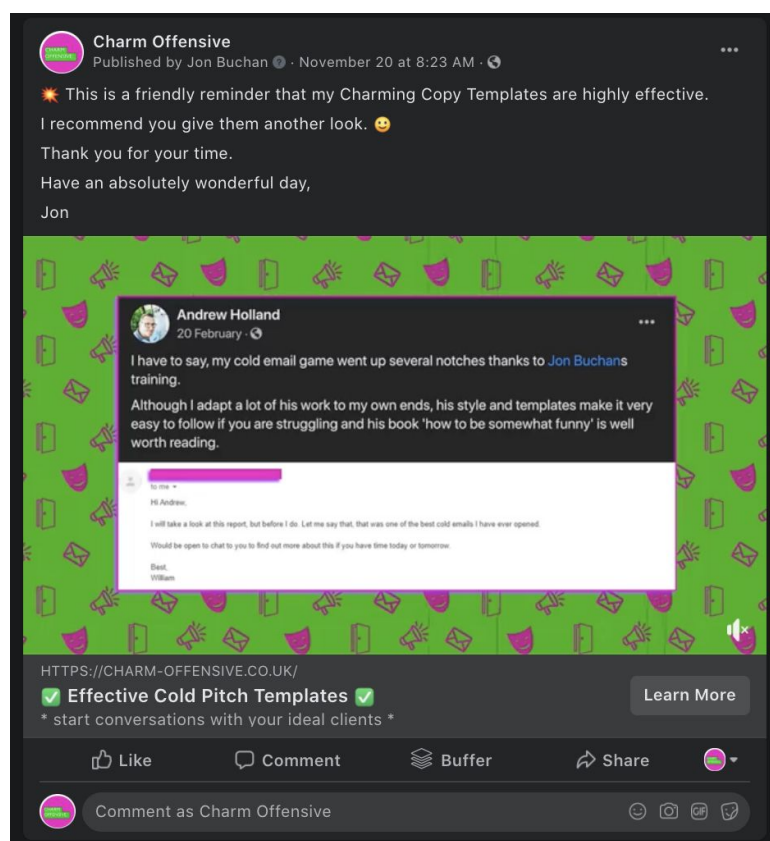 Charm Offensive
Published by Jon Buchan · November 20 at 8:23 AM ·
💥 This is a friendly reminder that my Charming Copy Templates are highly effective.
I recommend you give them another look. 🙂
Thank you for your time.
Have an absolutely wonderful day,
Jon
Andrew Holland
20 February ·
I have to say, my cold email game went up several notches thanks to Jon Buchans
training.
Although I adapt a lot of his work to my own ends, his style and templates make it very
easy to follow if you are struggling and his book 'how to be somewhat funny' is well
worth reading.
to me
Hi Andrew,
I will take a look at this report, but before I do. Let me say that, that was one of the best cold emails I have ever opened.
Would be open to chat to you to find out more about this if you have time today or tomorrow.
Best,
William
HTTPS://CHARM-OFFENSIVE.CO.UK/
✅ Effective Cold Pitch Templates ✅
* start conversations with your ideal clients *
Learn More
Like Comment Buffer Share
Comment as Charm Offensive
GIF